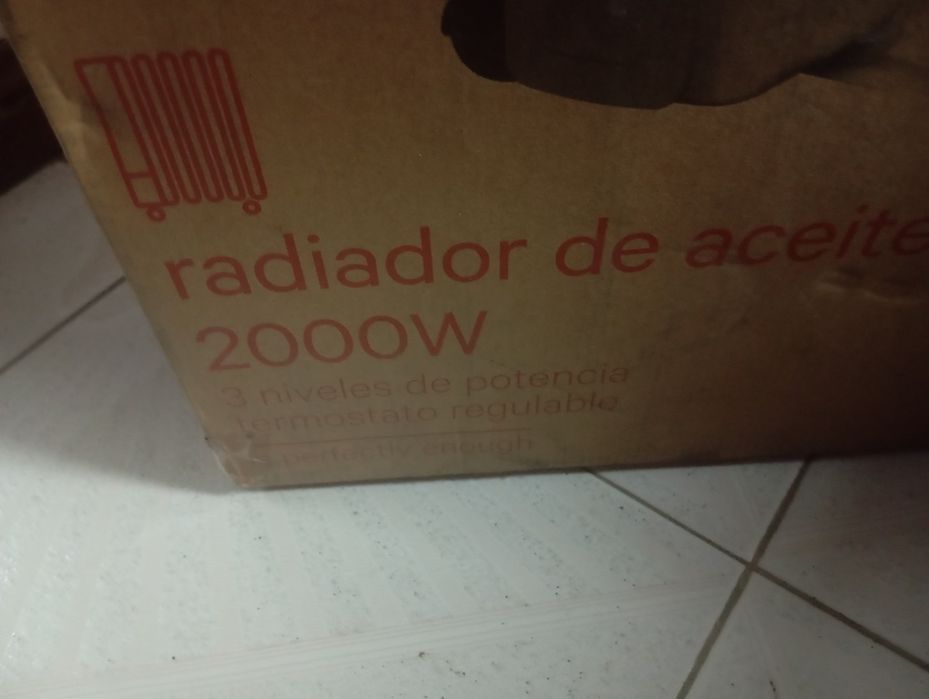 radiador de aceite
2000W
3 niveles de potencia
termostato regulable
perfectly enough